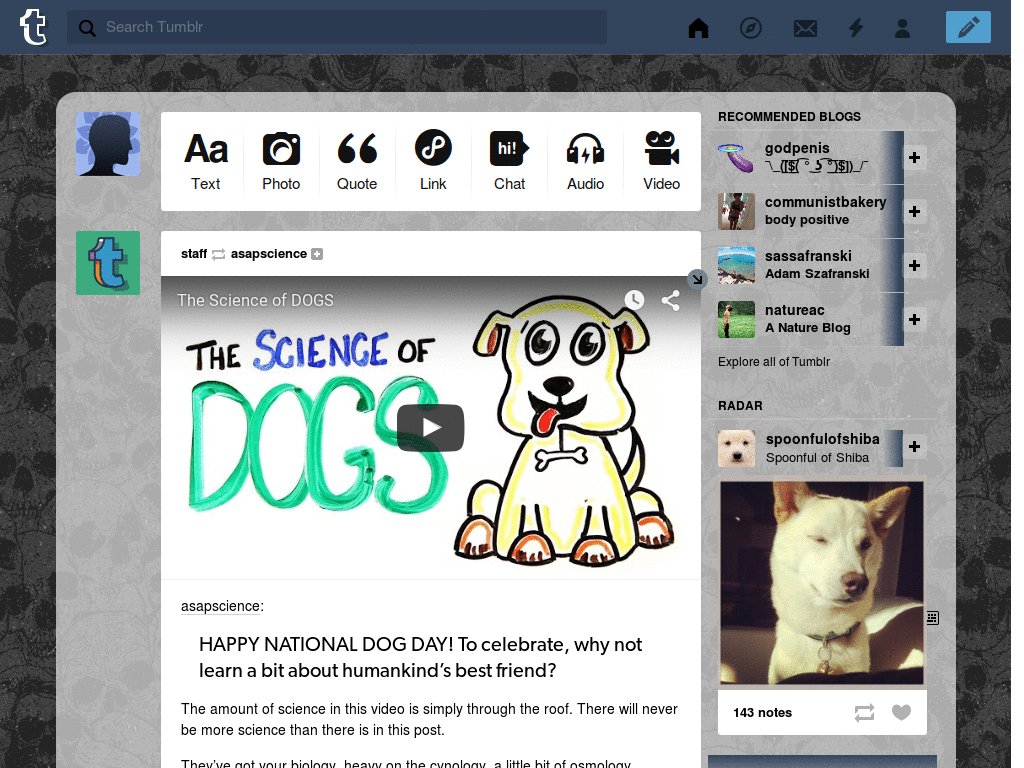 Search Tumblr
Aa
hi!
Text
Photo
Quote
Link
Chat
Audio
Video
staff asapscience
The Science of DOGS
THE SCIENCE OF
DOGS
asapscience:
HAPPY NATIONAL DOG DAY! To celebrate, why not
learn a bit about humankind’s best friend?
The amount of science in this video is simply through the roof. There will never
be more science than there is in this post.
They’ve got your biology, heavy on the cynology, a little bit of osmology,
RECOMMENDED BLOGS
godpenis
communistbakery
body positive
sassafranski
Adam Szafranski
natureac
A Nature Blog
Explore all of Tumblr
RADAR
spoonfulofshiba
Spoonful of Shiba
143 notes